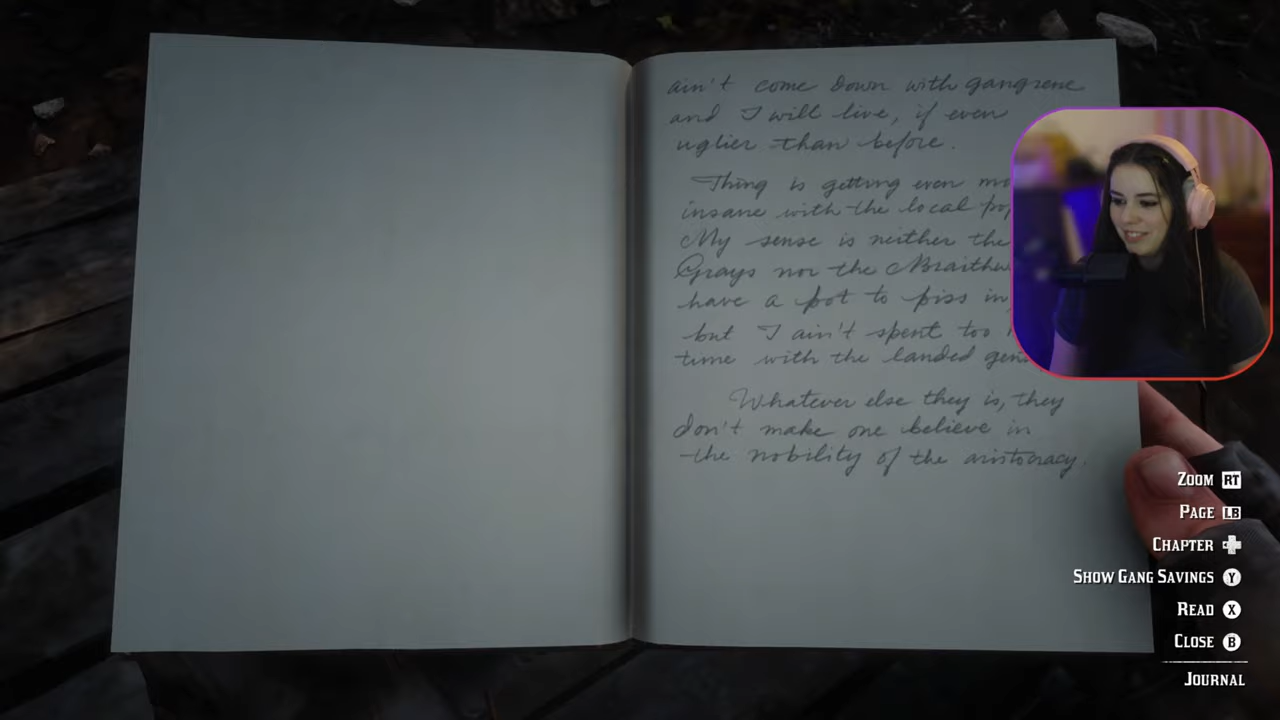 ain't come down with gangrene
and I will live, if even
uglier than before.
Thing is getting even
insane with the local
My sense is neither the
Grays nor the
have a pot to piss in,
but I ain't spent too
time with the landed
Whatever else they is, they
don't make one believe in
the nobility of the aristocracy.
ZOOM RT
PAGE LB
CHAPTER
SHOW GANG SAVINGS Y
READ X
CLOSE B
JOURNAL